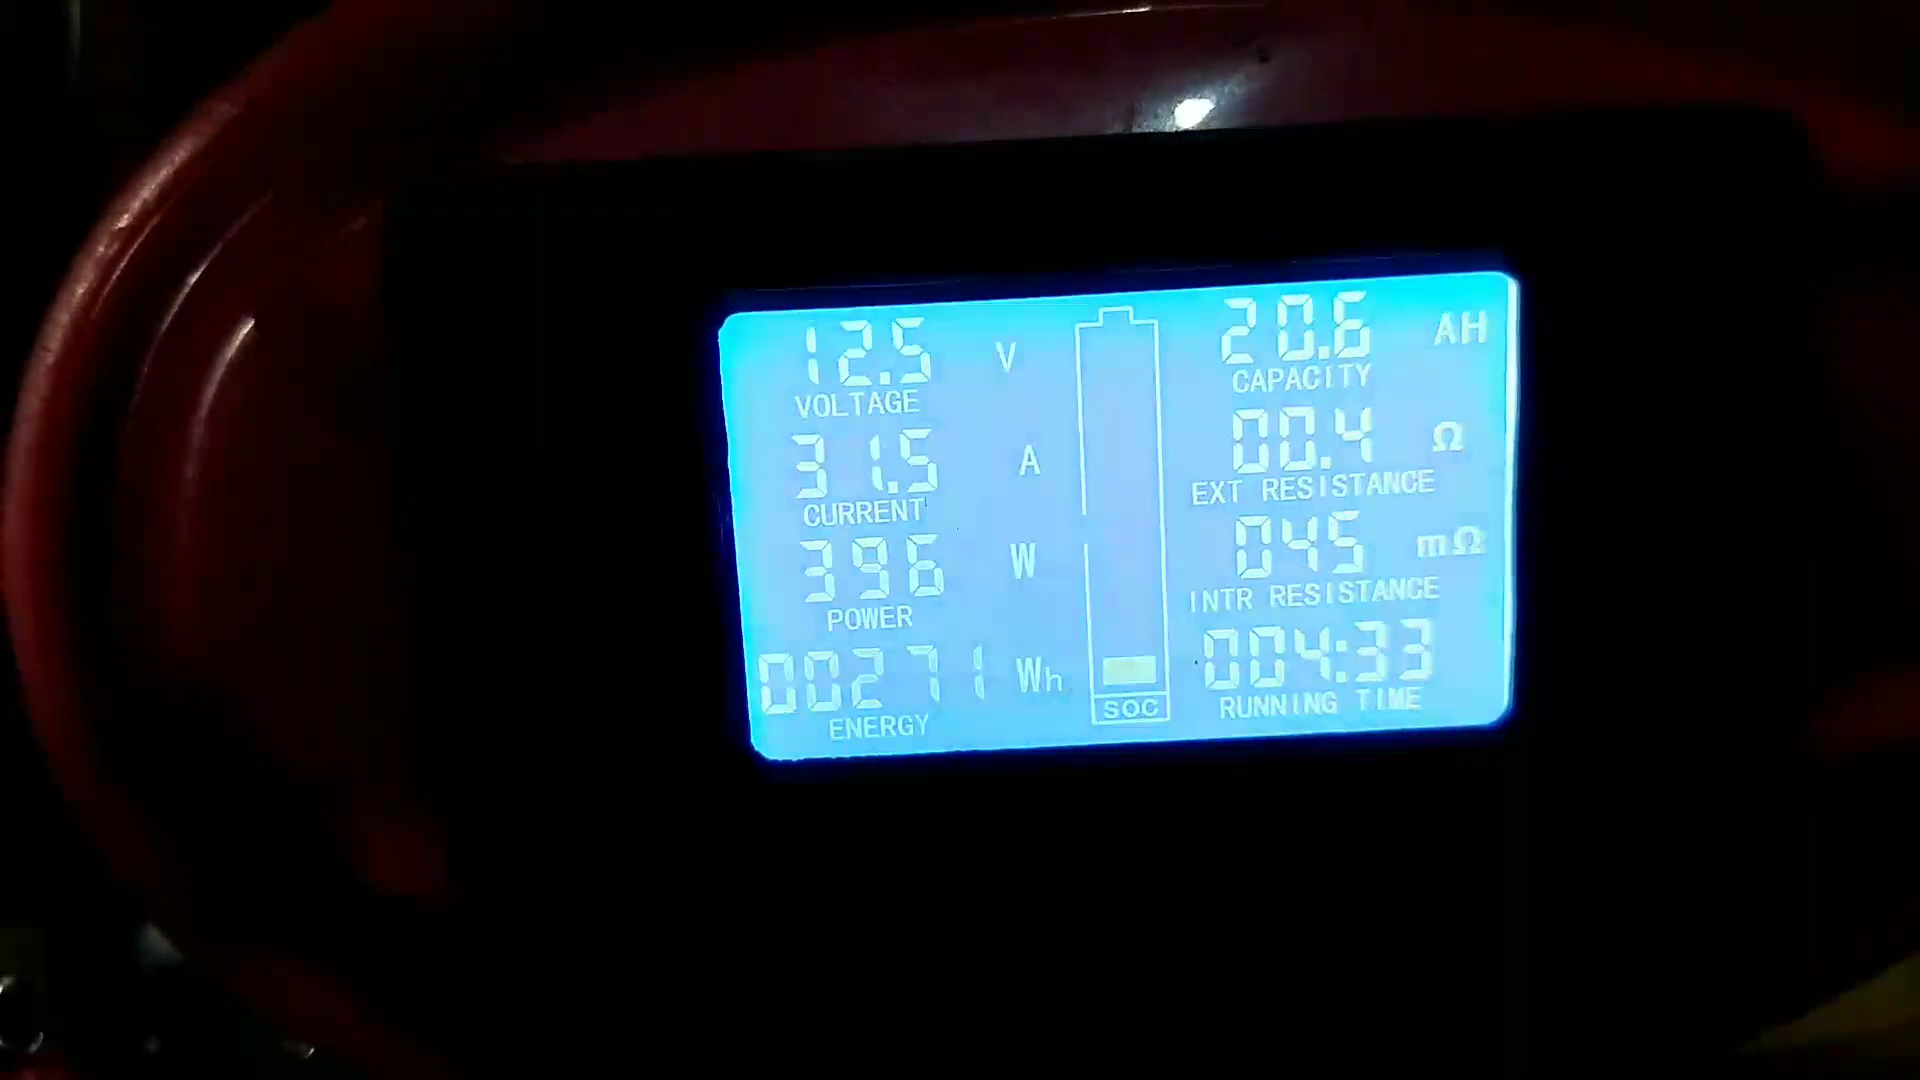 12.5 V
VOLTAGE
31.5 A
CURRENT
396 W
POWER
00271 Wh
ENERGY
SOC
20.6 AH
CAPACITY
00.4 Ω
EXT RESISTANCE
045 mΩ
INTR RESISTANCE
004:33
RUNNING TIME